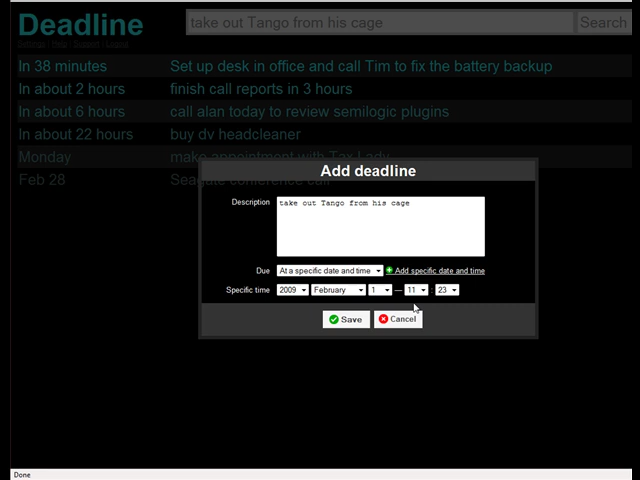 Deadline
take out Tango from his cage
Search
Settings | Help | Support | Logout
In 38 minutes Set up desk in office and call Tim to fix the battery backup
In about 2 hours finish call reports in 3 hours
In about 6 hours call alan today to review semilogic plugins
In about 22 hours buy dv headcleaner
Monday make appointment with Tax Lady
Feb 28 Seagate conference call
Add deadline
Description take out Tango from his cage
Due At a specific date and time Add specific date and time
Specific time 2009 February 1 — 11 : 23
Save Cancel
Done